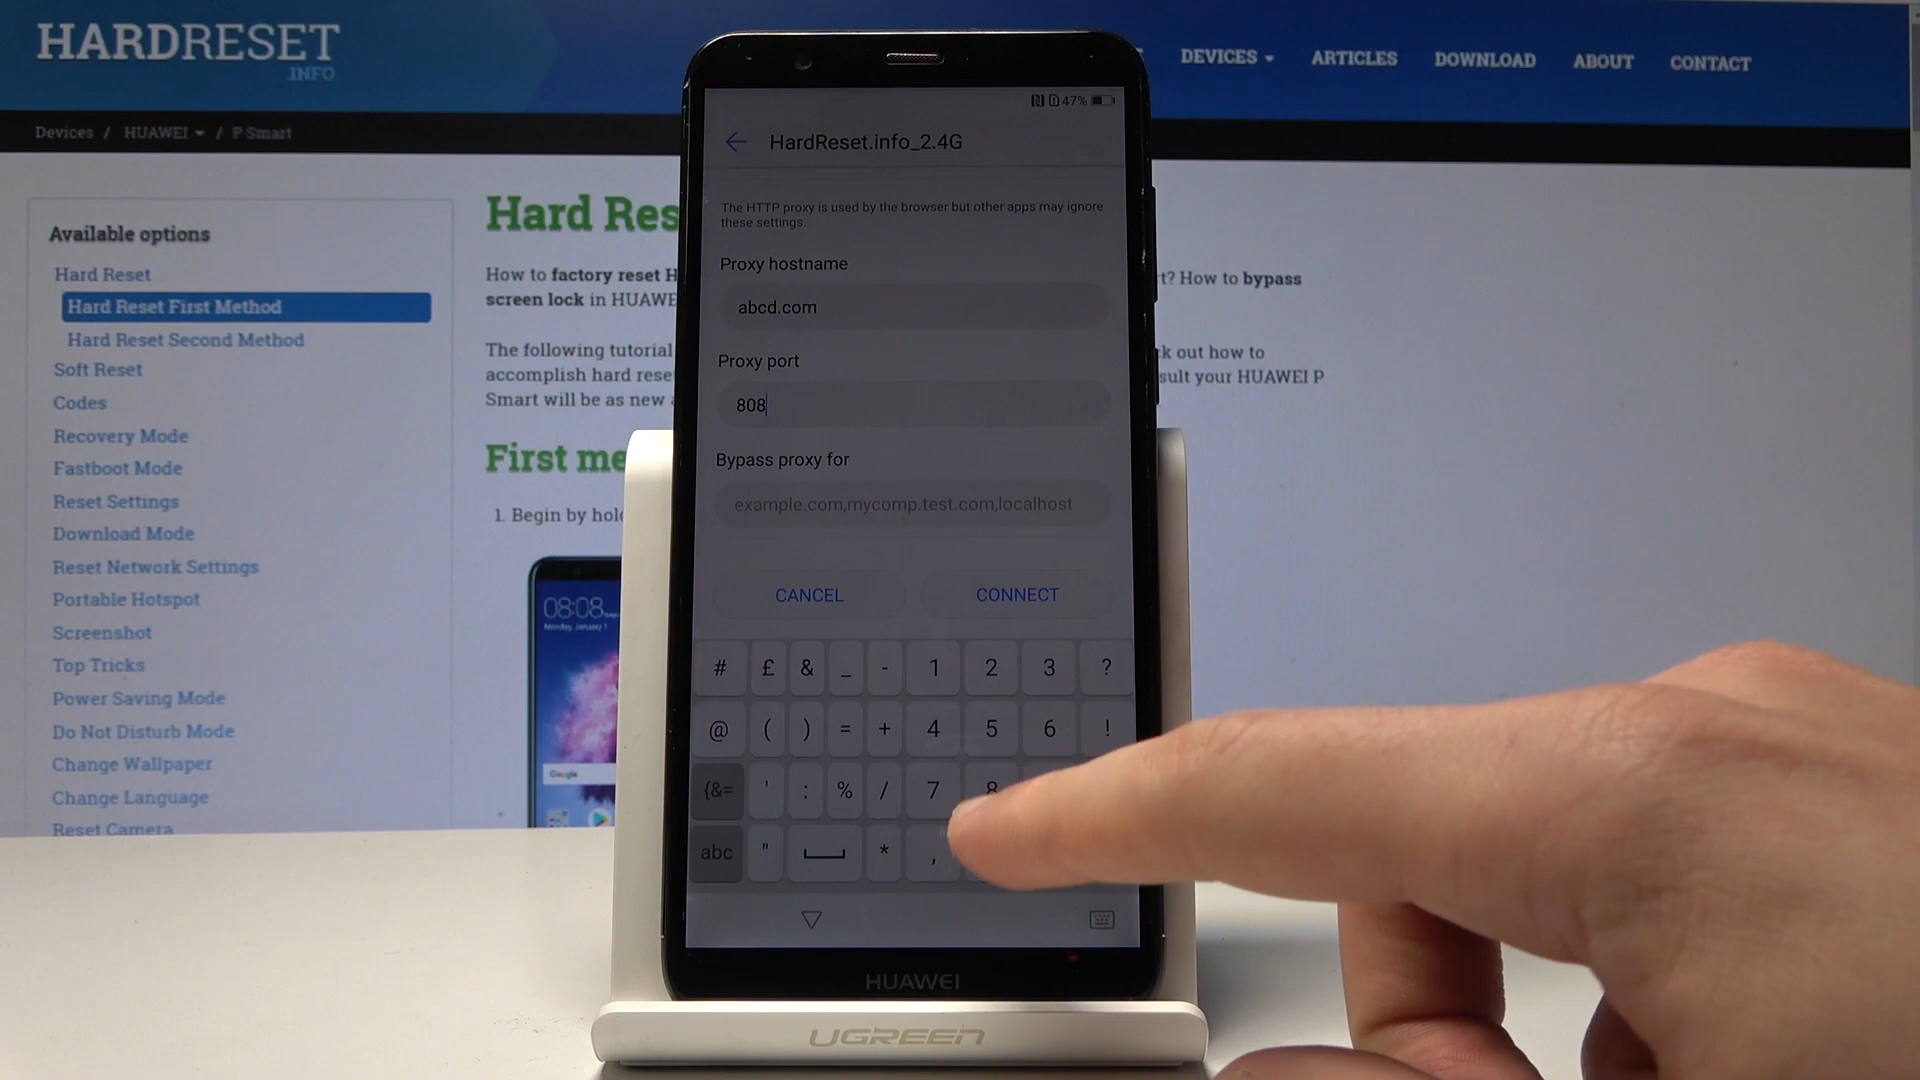 HARDRESET
.INFO
DEVICES
ARTICLES
DOWNLOAD
ABOUT
CONTACT
Devices / HUAWEI / P Smart
Available options
Hard Reset
Hard Reset First Method
Hard Reset Second Method
Soft Reset
Codes
Recovery Mode
Fastboot Mode
Reset Settings
Download Mode
Reset Network Settings
Portable Hotspot
Screenshot
Top Tricks
Power Saving Mode
Do Not Disturb Mode
Change Wallpaper
Change Language
Reset Camera
Hard Res
How to factory reset H
screen lock in HUAWE
t? How to bypass
The following tutorial
accomplish hard rese
Smart will be as new
k out how to
sult your HUAWEI P
First me
1. Begin by hol
08:08
Monday, January 1
Google
47%
HardReset.info_2.4G
The HTTP proxy is used by the browser but other apps may ignore
these settings.
Proxy hostname
abcd.com
Proxy port
808
Bypass proxy for
example.com,mycomp.test.com,localhost
CANCEL CONNECT
# £ & _ - 1 2 3 ?
@ ( ) = + 4 5 6 !
{&= ' : % / 7 8
abc " * ,
HUAWEI
UGREEN